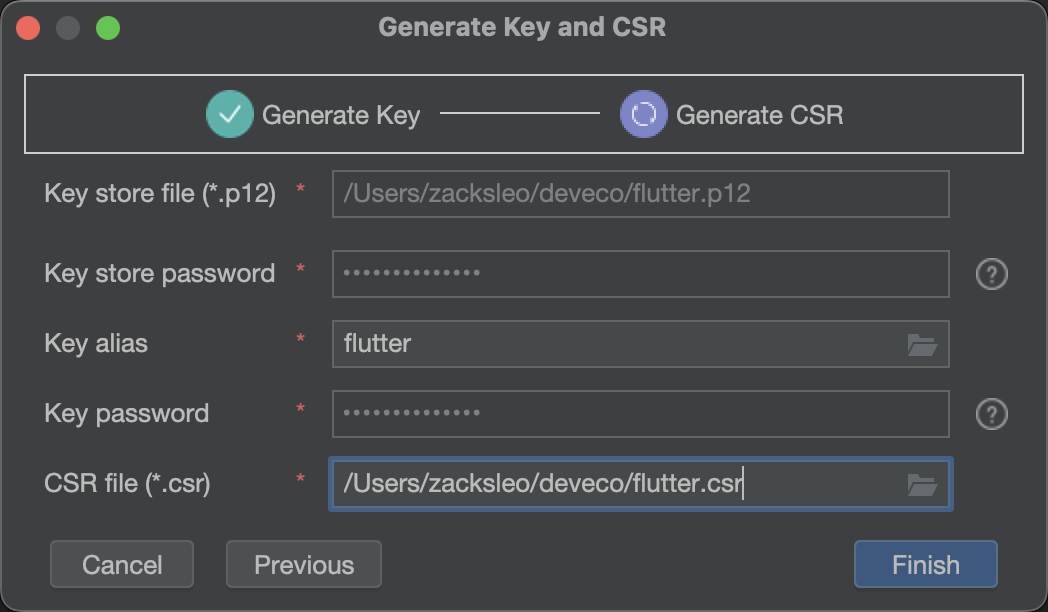 Generate Key and CSR
Generate Key Generate CSR
Key store file (*.p12) * /Users/zacksleo/deveco/flutter.p12
Key store password * •••••••••••••• ?
Key alias * flutter
Key password * •••••••••••••• ?
CSR file (*.csr) * /Users/zacksleo/deveco/flutter.csr
Cancel Previous Finish